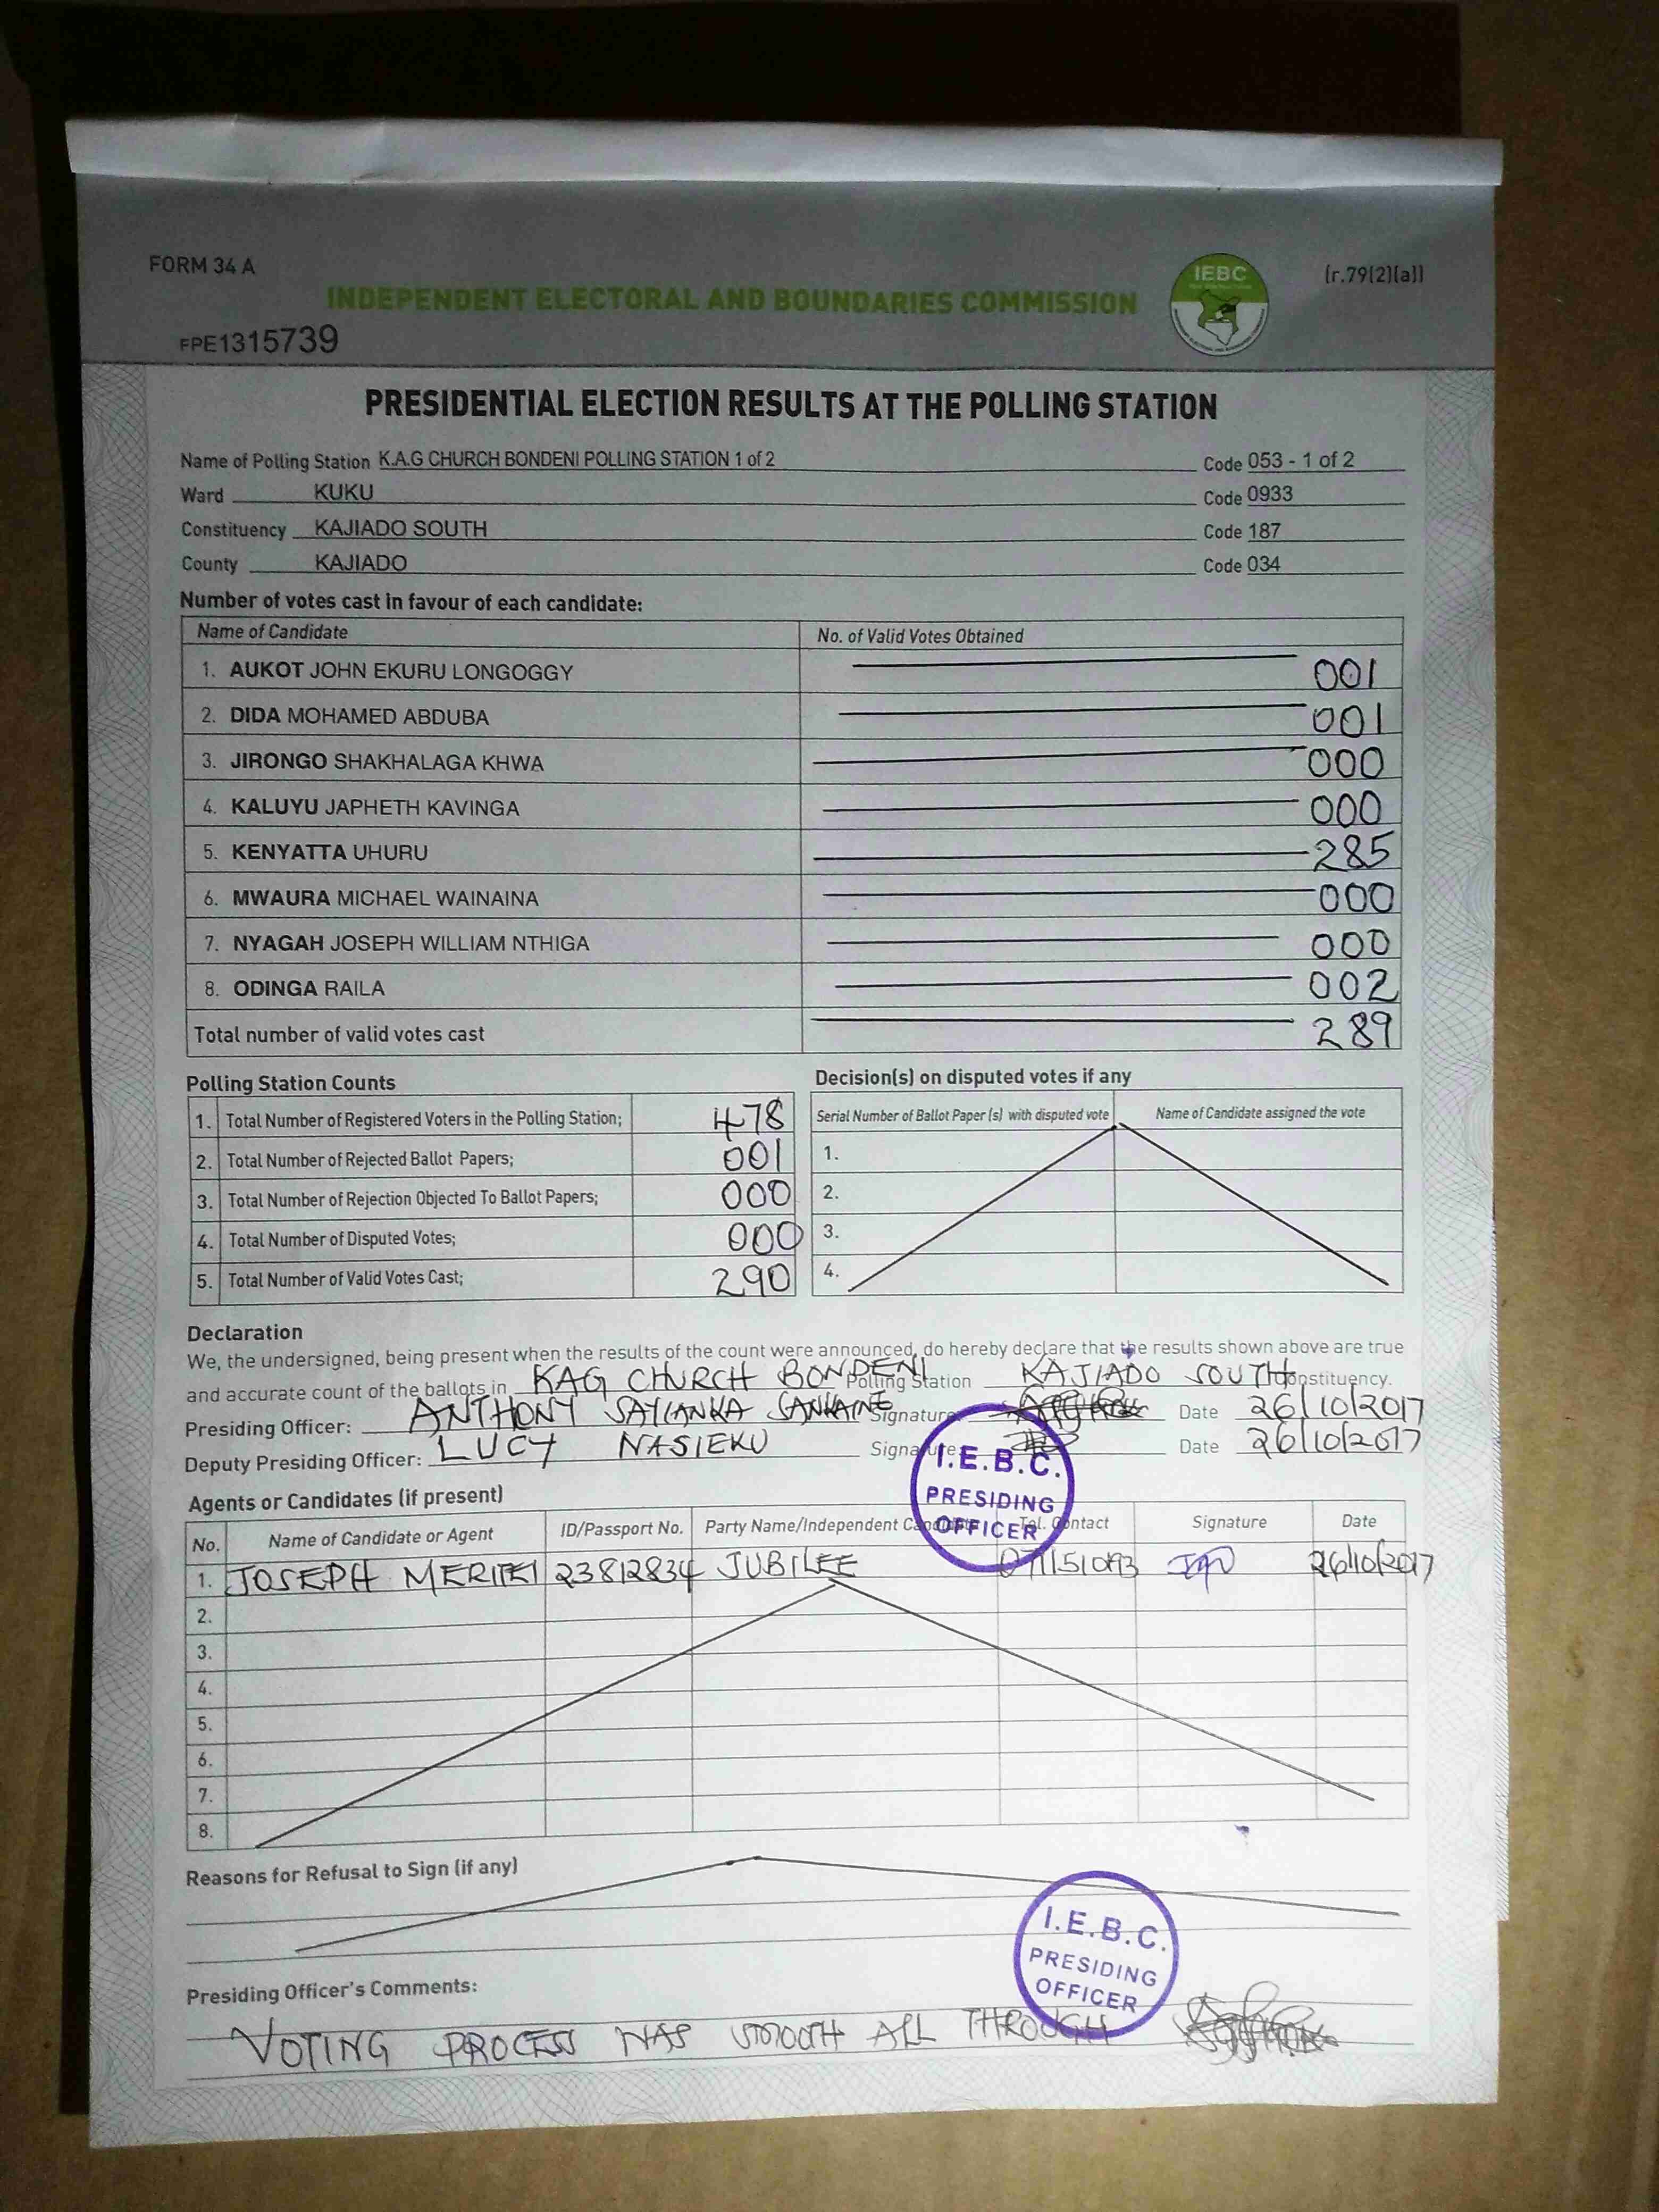 FORM 34 A
(r.79(2)(a))
INDEPENDENT ELECTORAL AND BOUNDARIES COMMISSION
IEBC
FPE1315739
PRESIDENTIAL ELECTION RESULTS AT THE POLLING STATION
Name of Polling Station K.A.G CHURCH BONDENI POLLING STATION 1 of 2 Code 053 - 1 of 2
Ward KUKU Code 0933
Constituency KAJIADO SOUTH Code 187
County KAJIADO Code 034
Number of votes cast in favour of each candidate:
Name of Candidate No. of Valid Votes Obtained
1. AUKOT JOHN EKURU LONGOGGY 001
2. DIDA MOHAMED ABDUBA 001
3. JIRONGO SHAKHALAGA KHWA 000
4. KALUYU JAPHETH KAVINGA 000
5. KENYATTA UHURU 285
6. MWAURA MICHAEL WAINAINA 000
7. NYAGAH JOSEPH WILLIAM NTHIGA 000
8. ODINGA RAILA 002
Total number of valid votes cast 289
Polling Station Counts
1. Total Number of Registered Voters in the Polling Station; 478
2. Total Number of Rejected Ballot Papers; 001
3. Total Number of Rejection Objected To Ballot Papers; 000
4. Total Number of Disputed Votes; 000
5. Total Number of Valid Votes Cast; 290
Decision(s) on disputed votes if any
Serial Number of Ballot Paper (s) with disputed vote Name of Candidate assigned the vote
1.
2.
3.
4.
Declaration
We, the undersigned, being present when the results of the count were announced, do hereby declare that the results shown above are true
and accurate count of the ballots in KAG CHURCH BONDENI Polling Station KAJIADO SOUTH Constituency.
Presiding Officer: ANTHONY SAYIANKA SANKAINE Signature Date 26/10/2017
Deputy Presiding Officer: LUCY NASIEKU Signature Date 26/10/2017
I.E.B.C.
PRESIDING
OFFICER
Agents or Candidates (if present)
No. Name of Candidate or Agent ID/Passport No. Party Name/Independent Candidate Tel. Contact Signature Date
1. JOSEPH 23812834 JUBILEE 26/10/2017
2.
3.
4.
5.
6.
7.
8.
Reasons for Refusal to Sign (if any)
I.E.B.C.
PRESIDING
OFFICER
Presiding Officer's Comments:
VOTING PROCESS WAS SMOOTH ALL THROUGH